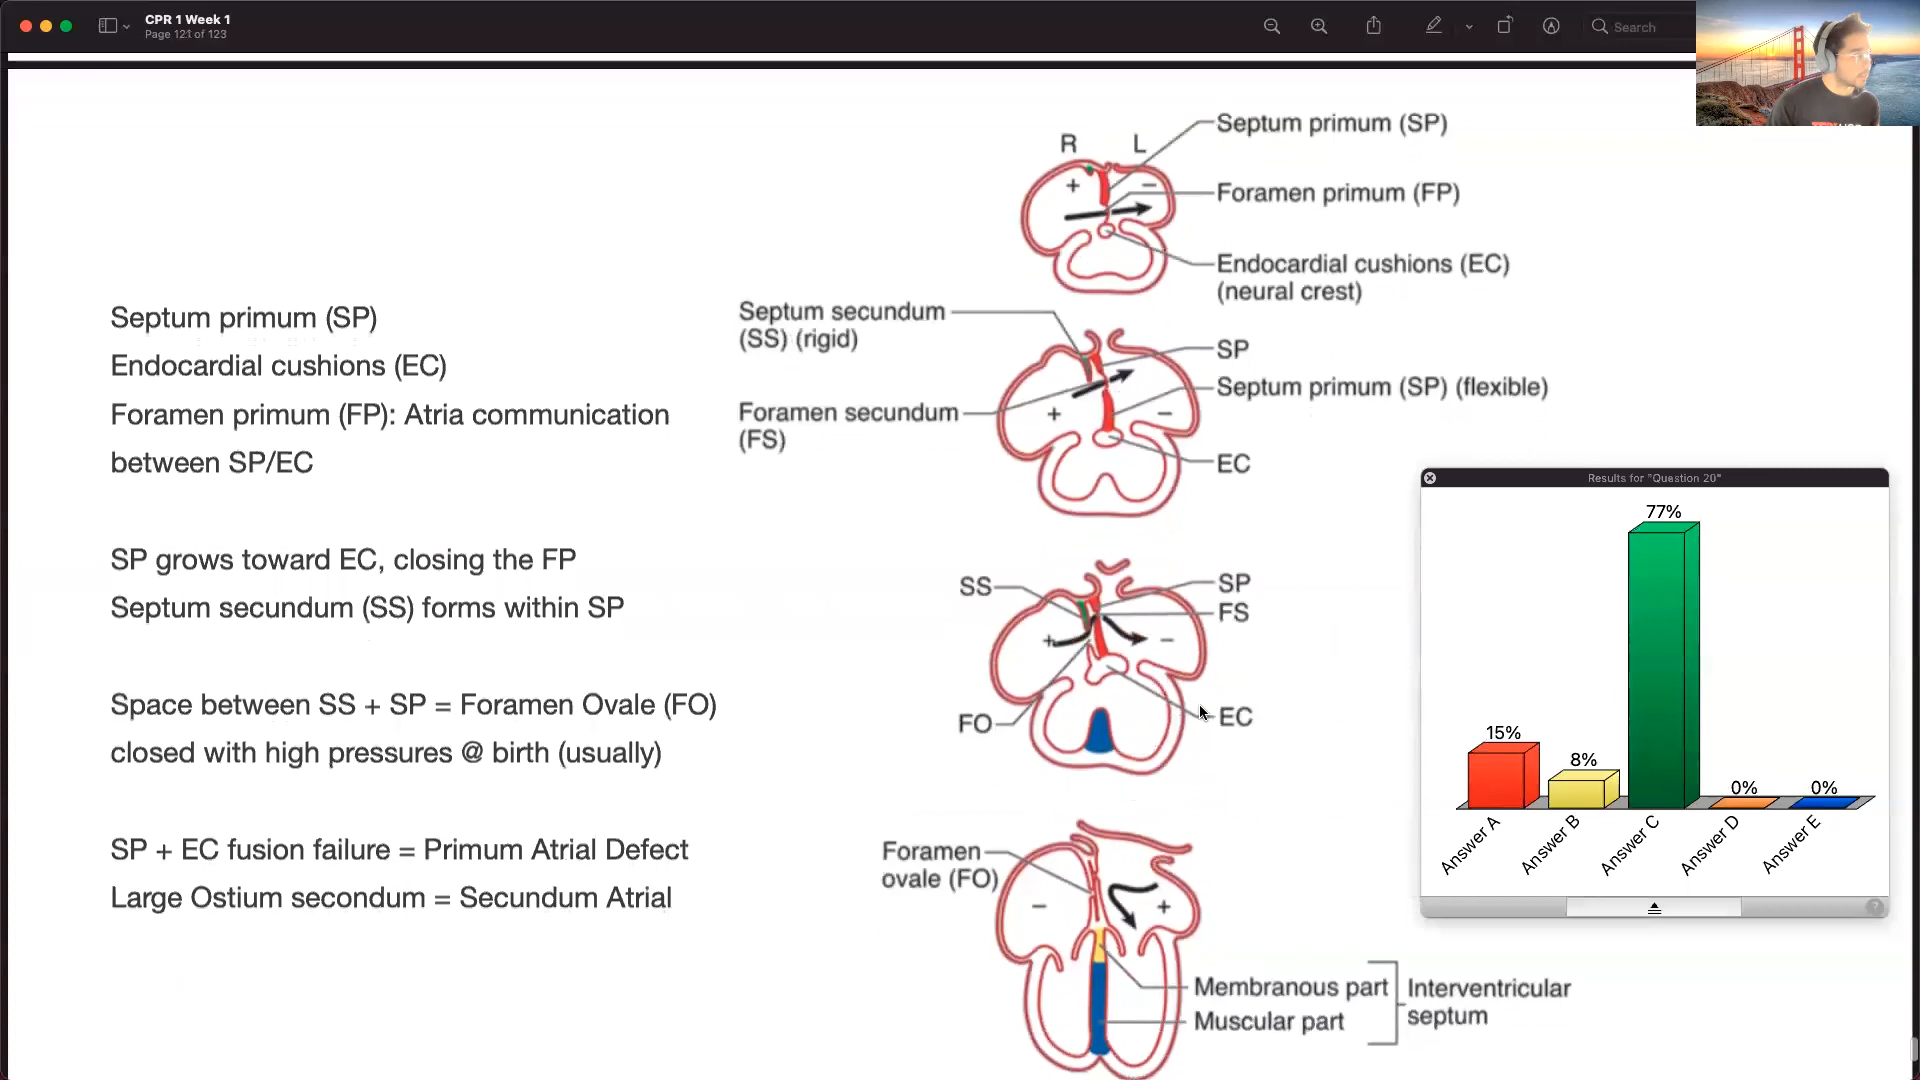 CPR 1 Week 1
Page 121 of 123
Search
Septum primum (SP)
Endocardial cushions (EC)
Foramen primum (FP): Atria communication
between SP/EC
SP grows toward EC, closing the FP
Septum secundum (SS) forms within SP
Space between SS + SP = Foramen Ovale (FO)
closed with high pressures @ birth (usually)
SP + EC fusion failure = Primum Atrial Defect
Large Ostium secondum = Secundum Atrial
R L
+ −
Septum primum (SP)
Foramen primum (FP)
Endocardial cushions (EC)
(neural crest)
Septum secundum
(SS) (rigid)
SP
Septum primum (SP) (flexible)
Foramen secundum
(FS)
+ −
EC
SS
SP
FS
+ −
FO
EC
Foramen
ovale (FO)
− +
Membranous part
Muscular part
Interventricular
septum
Results for "Question 20"
77%
15%
8%
0%
0%
Answer A
Answer B
Answer C
Answer D
Answer E
?